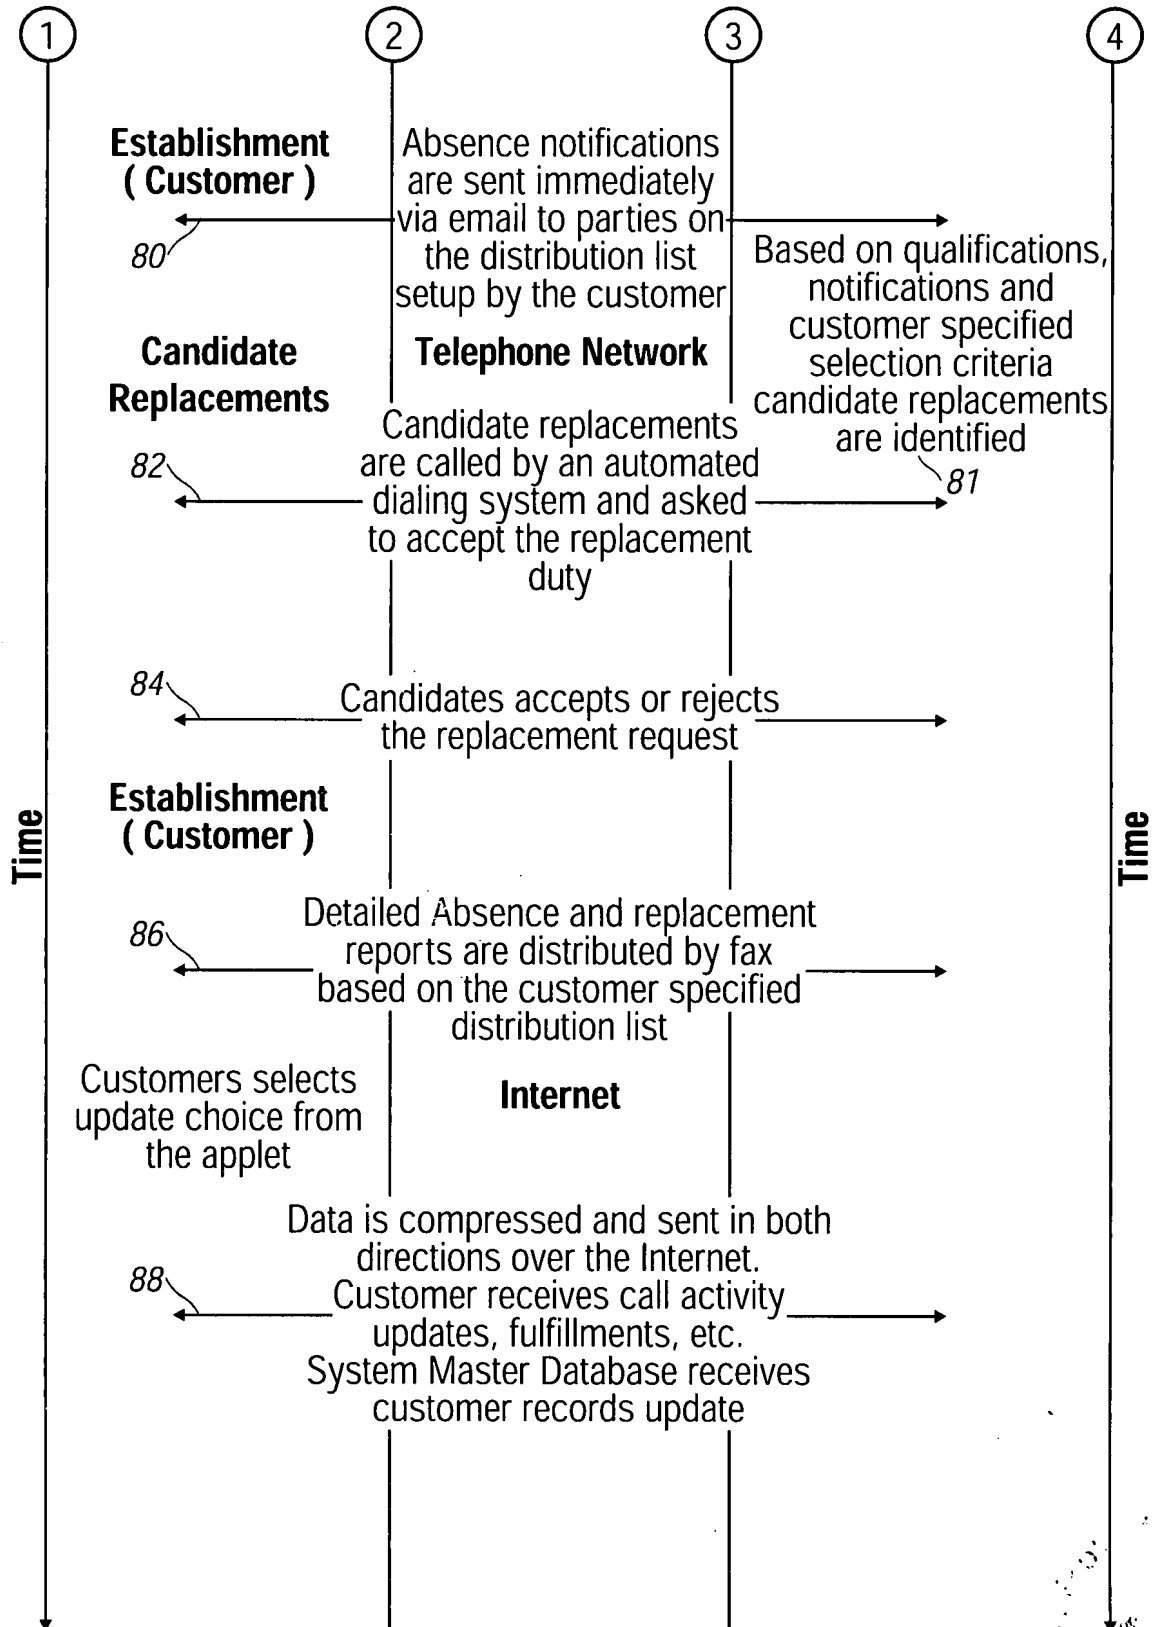 1
2
3
4
Establishment
( Customer )
80
Absence notifications
are sent immediately
via email to parties on
the distribution list
setup by the customer
Based on qualifications,
notifications and
customer specified
selection criteria
candidate replacements
are identified
81
Candidate
Replacements
Telephone Network
82
Candidate replacements
are called by an automated
dialing system and asked
to accept the replacement
duty
84
Candidates accepts or rejects
the replacement request
Establishment
( Customer )
Time
Time
86
Detailed Absence and replacement
reports are distributed by fax
based on the customer specified
distribution list
Customers selects
update choice from
the applet
Internet
88
Data is compressed and sent in both
directions over the Internet.
Customer receives call activity
updates, fulfillments, etc.
System Master Database receives
customer records update